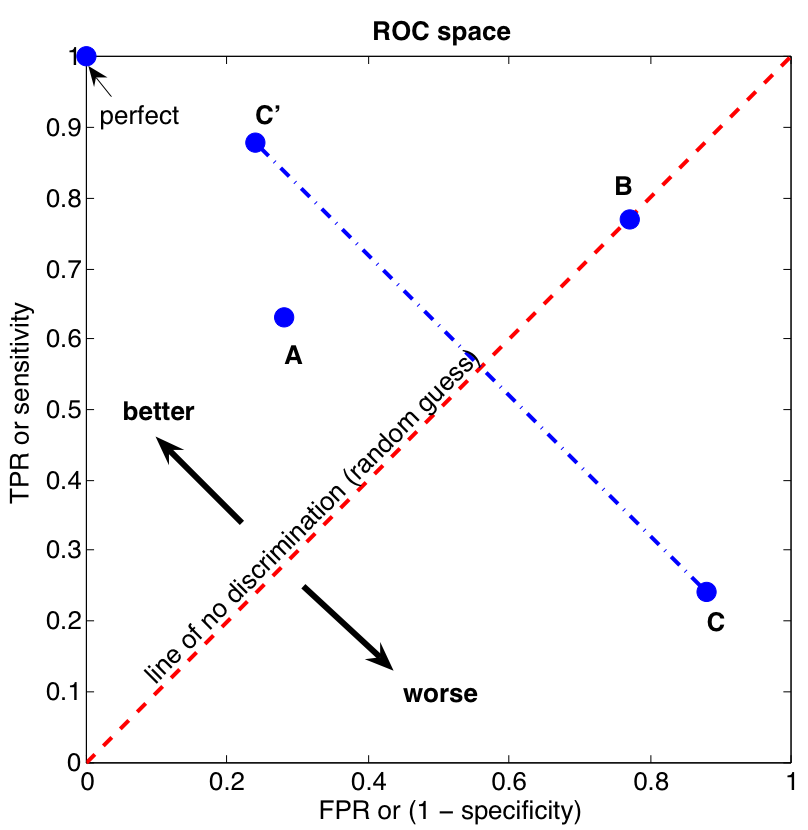 ROC space
1
perfect
C’
0.9
B
0.8
0.7
A
0.6
better
0.5
0.4
0.3
0.2
0.1
0
line of no discrimination (random guess)
C
worse
TPR or sensitivity
0 0.2 0.4 0.6 0.8 1
FPR or (1 − specificity)